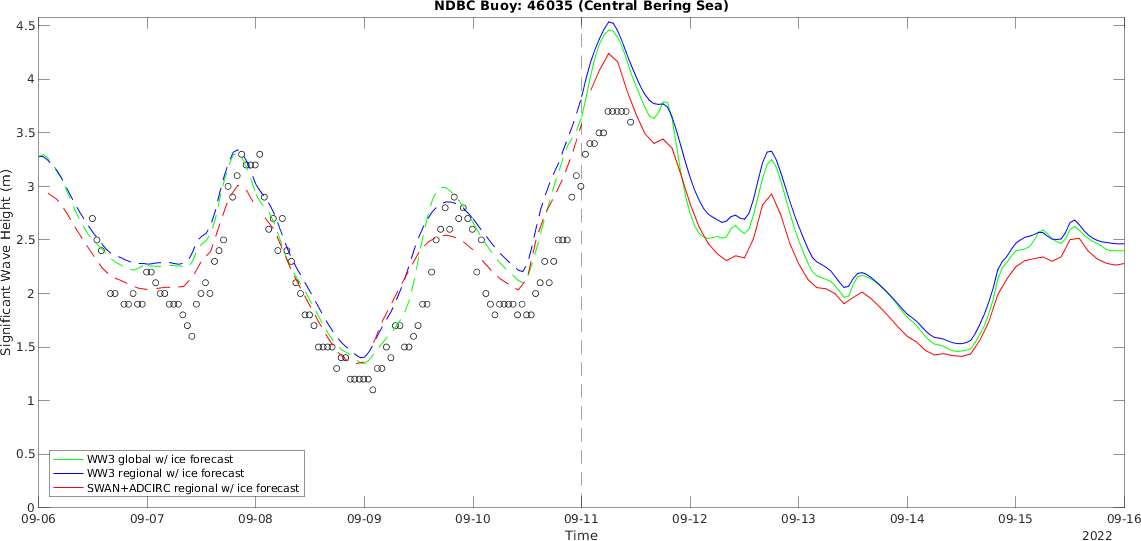 NDBC Buoy: 46035 (Central Bering Sea)
4.5
4
3.5
3
2.5
2
1.5
1
0.5
0
Significant Wave Height (m)
WW3 global w/ ice forecast
WW3 regional w/ ice forecast
SWAN+ADCIRC regional w/ ice forecast
09-06 09-07 09-08 09-09 09-10 09-11 09-12 09-13 09-14 09-15 09-16
Time
2022